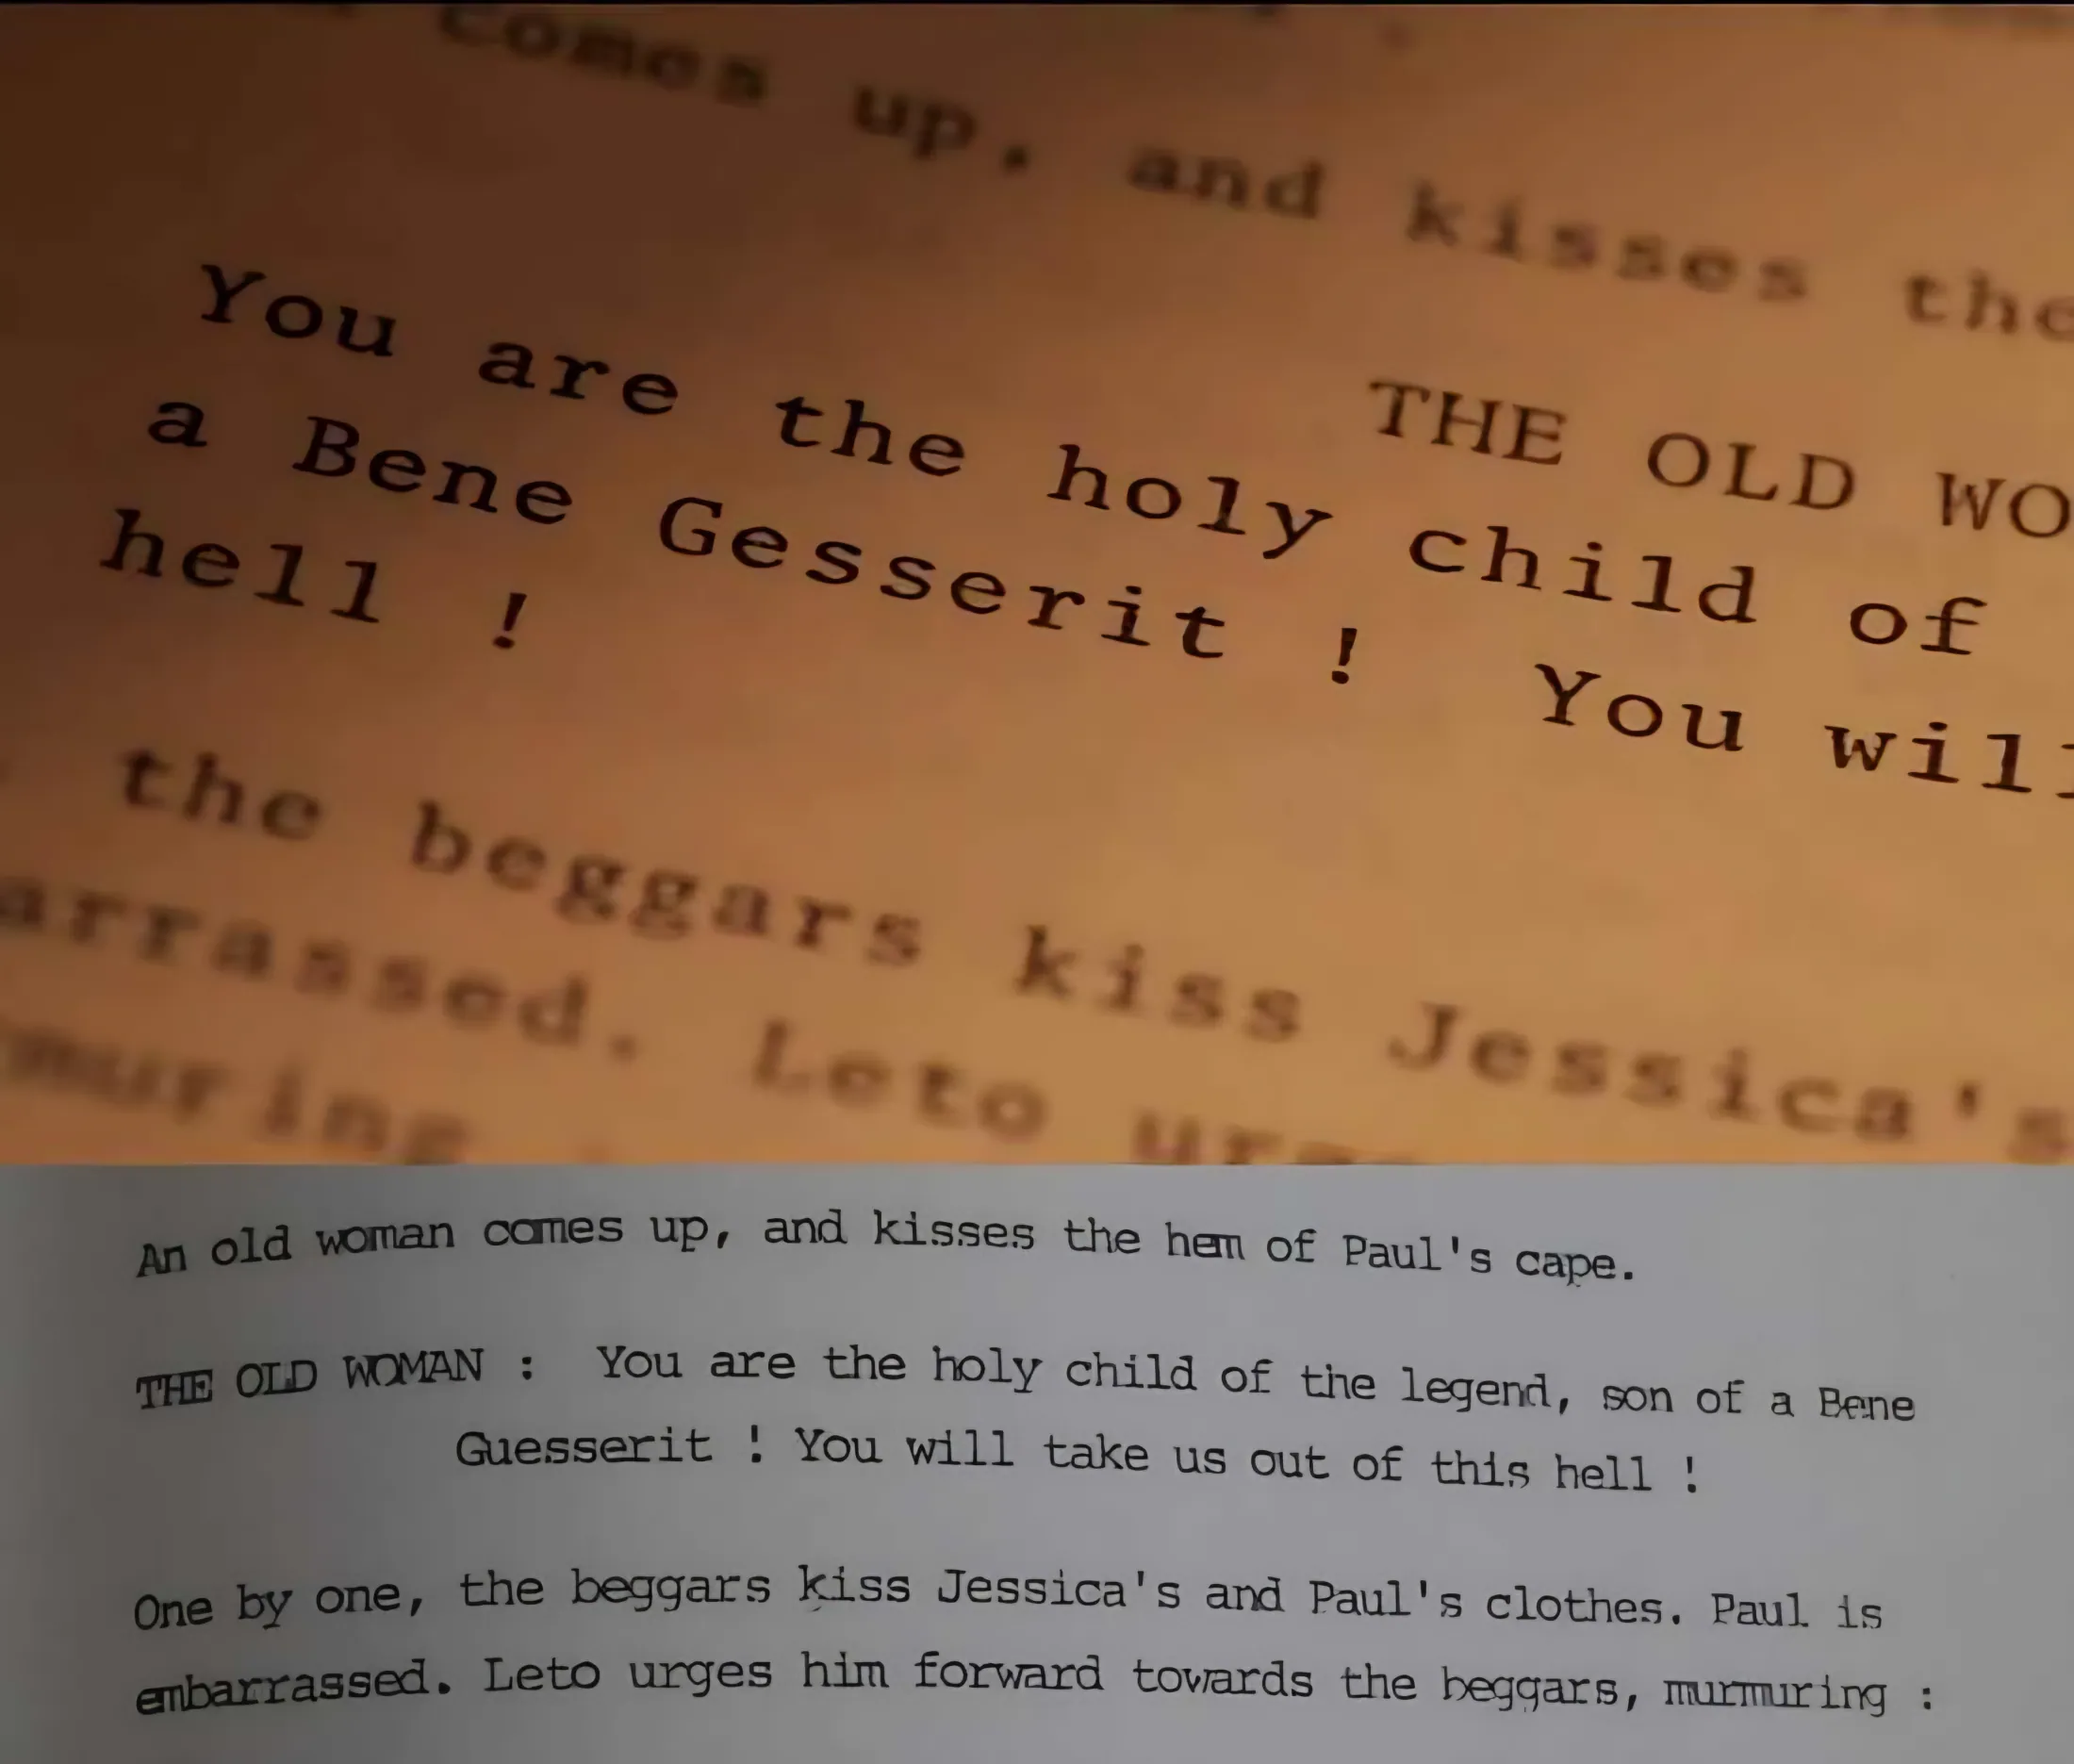 comes up, and kisses the
THE OLD WO
You are the holy child of
a Bene Gesserit ! You will
hell !
the beggars kiss Jessica's
arrassed. Leto
muring
An old woman comes up, and kisses the hem of Paul's cape.
THE OLD WOMAN : You are the holy child of the legend, son of a Bene
Guesserit ! You will take us out of this hell !
One by one, the beggars kiss Jessica's and Paul's clothes. Paul is
embarrassed. Leto urges him forward towards the beggars, murmuring :